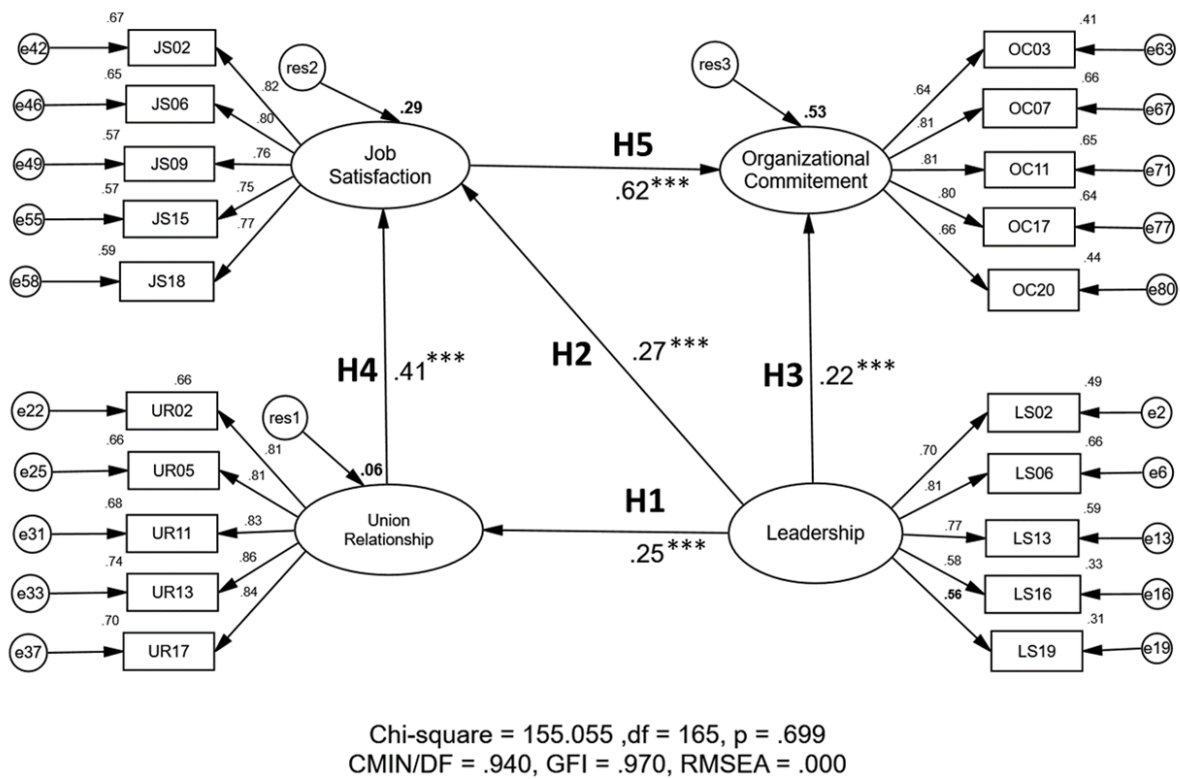 .67
e42
JS02
.82
.65
e46
JS06
.80
.57
e49
JS09
.76
.57
e55
JS15
.75
.59
e58
JS18
.77
res2
.29
Job
Satisfaction
H5
.62***
res3
.53
Organizational
Commitement
.41
OC03
e63
.64
.66
OC07
e67
.81
.65
OC11
e71
.81
.64
OC17
e77
.80
.44
OC20
e80
.66
H4
.41***
H2
.27***
H3
.22***
.66
e22
UR02
.81
.66
e25
UR05
.81
.68
e31
UR11
.83
.74
e33
UR13
.86
.70
e37
UR17
.84
res1
.06
Union
Relationship
H1
.25***
Leadership
.49
LS02
e2
.70
.66
LS06
e6
.81
.59
LS13
e13
.77
.33
LS16
e16
.58
.31
LS19
e19
.56
Chi-square = 155.055 ,df = 165, p = .699
CMIN/DF = .940, GFI = .970, RMSEA = .000